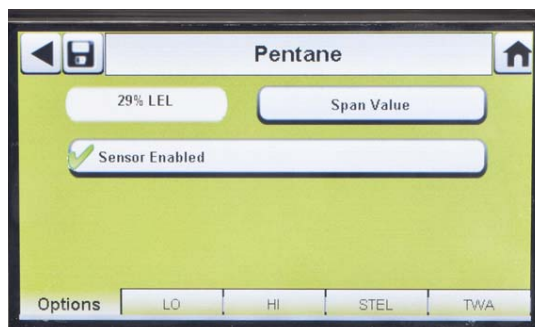 Pentane
29% LEL
Span Value
Sensor Enabled
Options
LO
HI
STEL
TWA